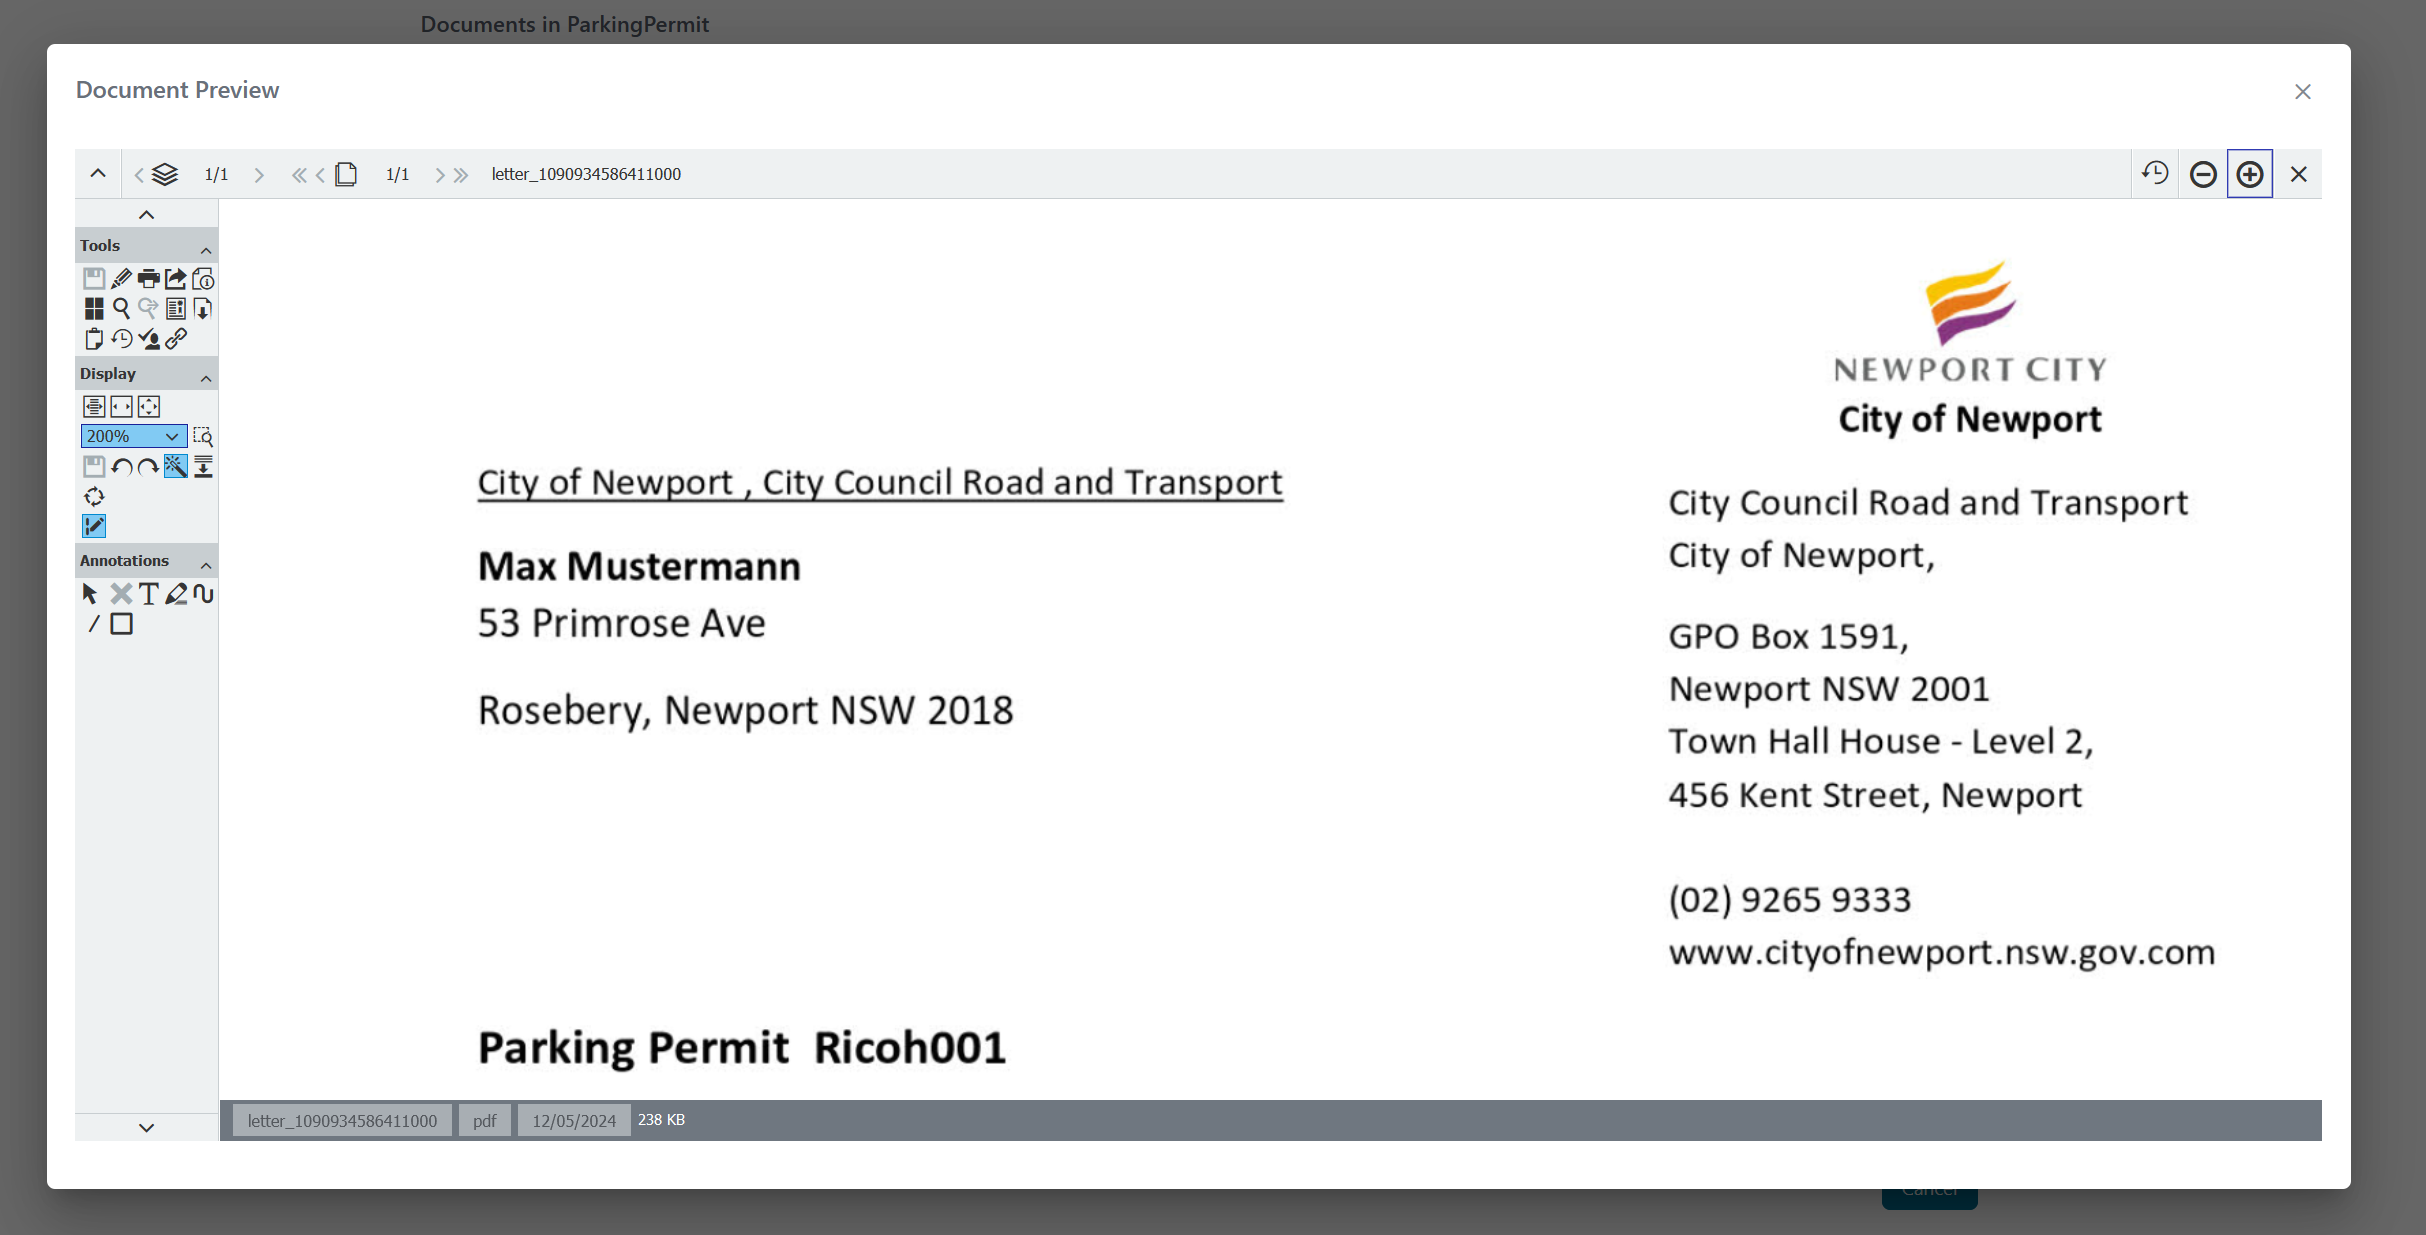 Documents in ParkingPermit
Document Preview
1/1
1/1
letter_1090934586411000
Tools
Display
200%
Annotations
NEWPORT CITY
City of Newport
City of Newport , City Council Road and Transport
Max Mustermann
53 Primrose Ave
Rosebery, Newport NSW 2018
City Council Road and Transport
City of Newport,
GPO Box 1591,
Newport NSW 2001
Town Hall House - Level 2,
456 Kent Street, Newport
(02) 9265 9333
www.cityofnewport.nsw.gov.com
Parking Permit  Ricoh001
letter_1090934586411000
pdf
12/05/2024
238 KB
Cancel